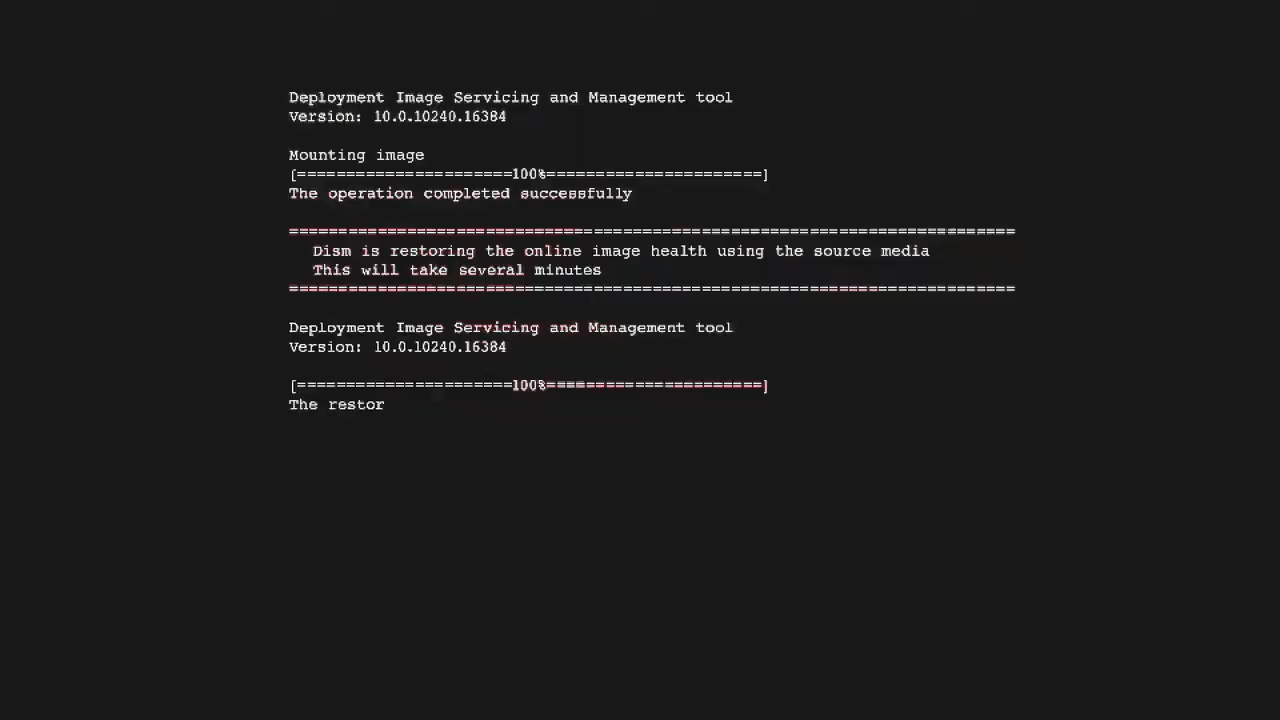 Deployment Image Servicing and Management tool
Version: 10.0.10240.16384
Mounting image
[======================100%======================]
The operation completed successfully
===========================================================================
Dism is restoring the online image health using the source media
This will take several minutes
===========================================================================
Deployment Image Servicing and Management tool
Version: 10.0.10240.16384
[======================100%======================]
The restor